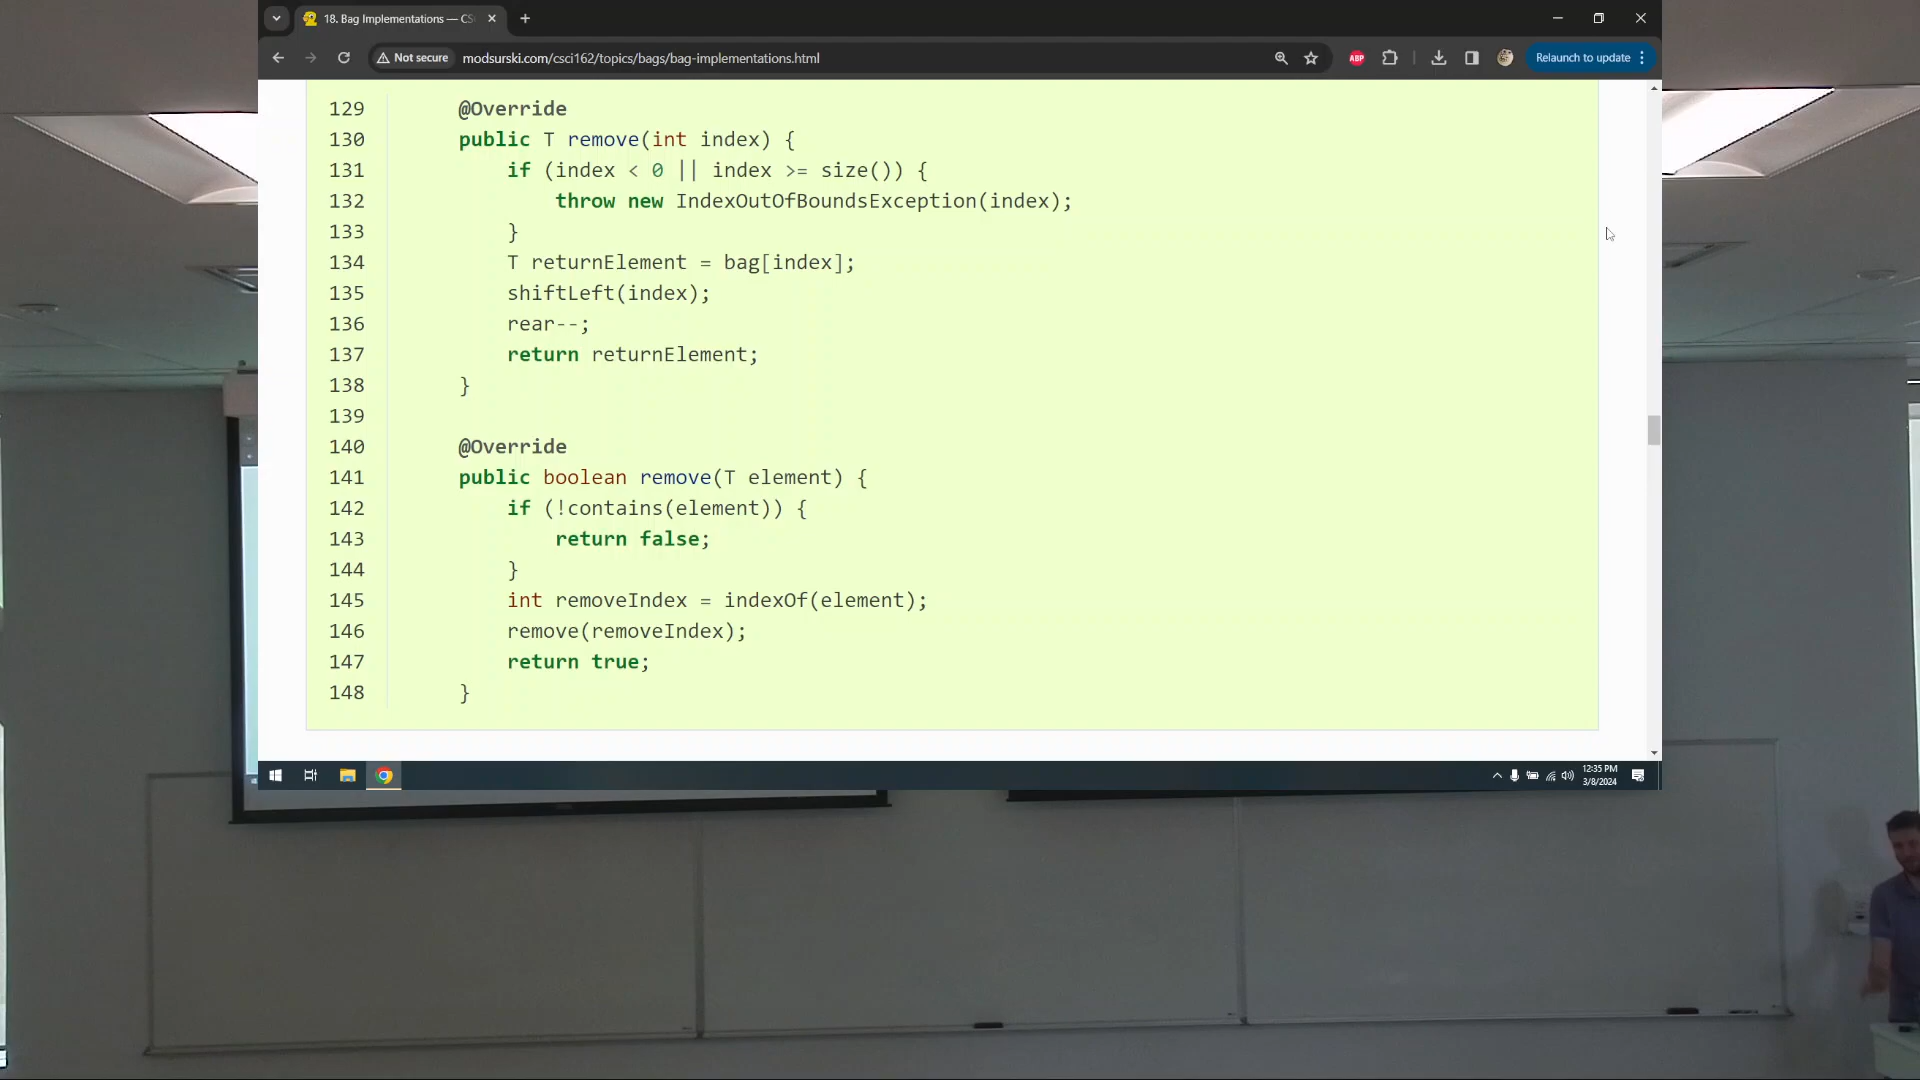 18. Bag Implementations — CS
Not secure
modsurski.com/csci162/topics/bags/bag-implementations.html
ABP
Relaunch to update
129 @Override
130 public T remove(int index) {
131 if (index < 0 || index >= size()) {
132 throw new IndexOutOfBoundsException(index);
133 }
134 T returnElement = bag[index];
135 shiftLeft(index);
136 rear--;
137 return returnElement;
138 }
139
140 @Override
141 public boolean remove(T element) {
142 if (!contains(element)) {
143 return false;
144 }
145 int removeIndex = indexOf(element);
146 remove(removeIndex);
147 return true;
148 }
12:35 PM
3/8/2024